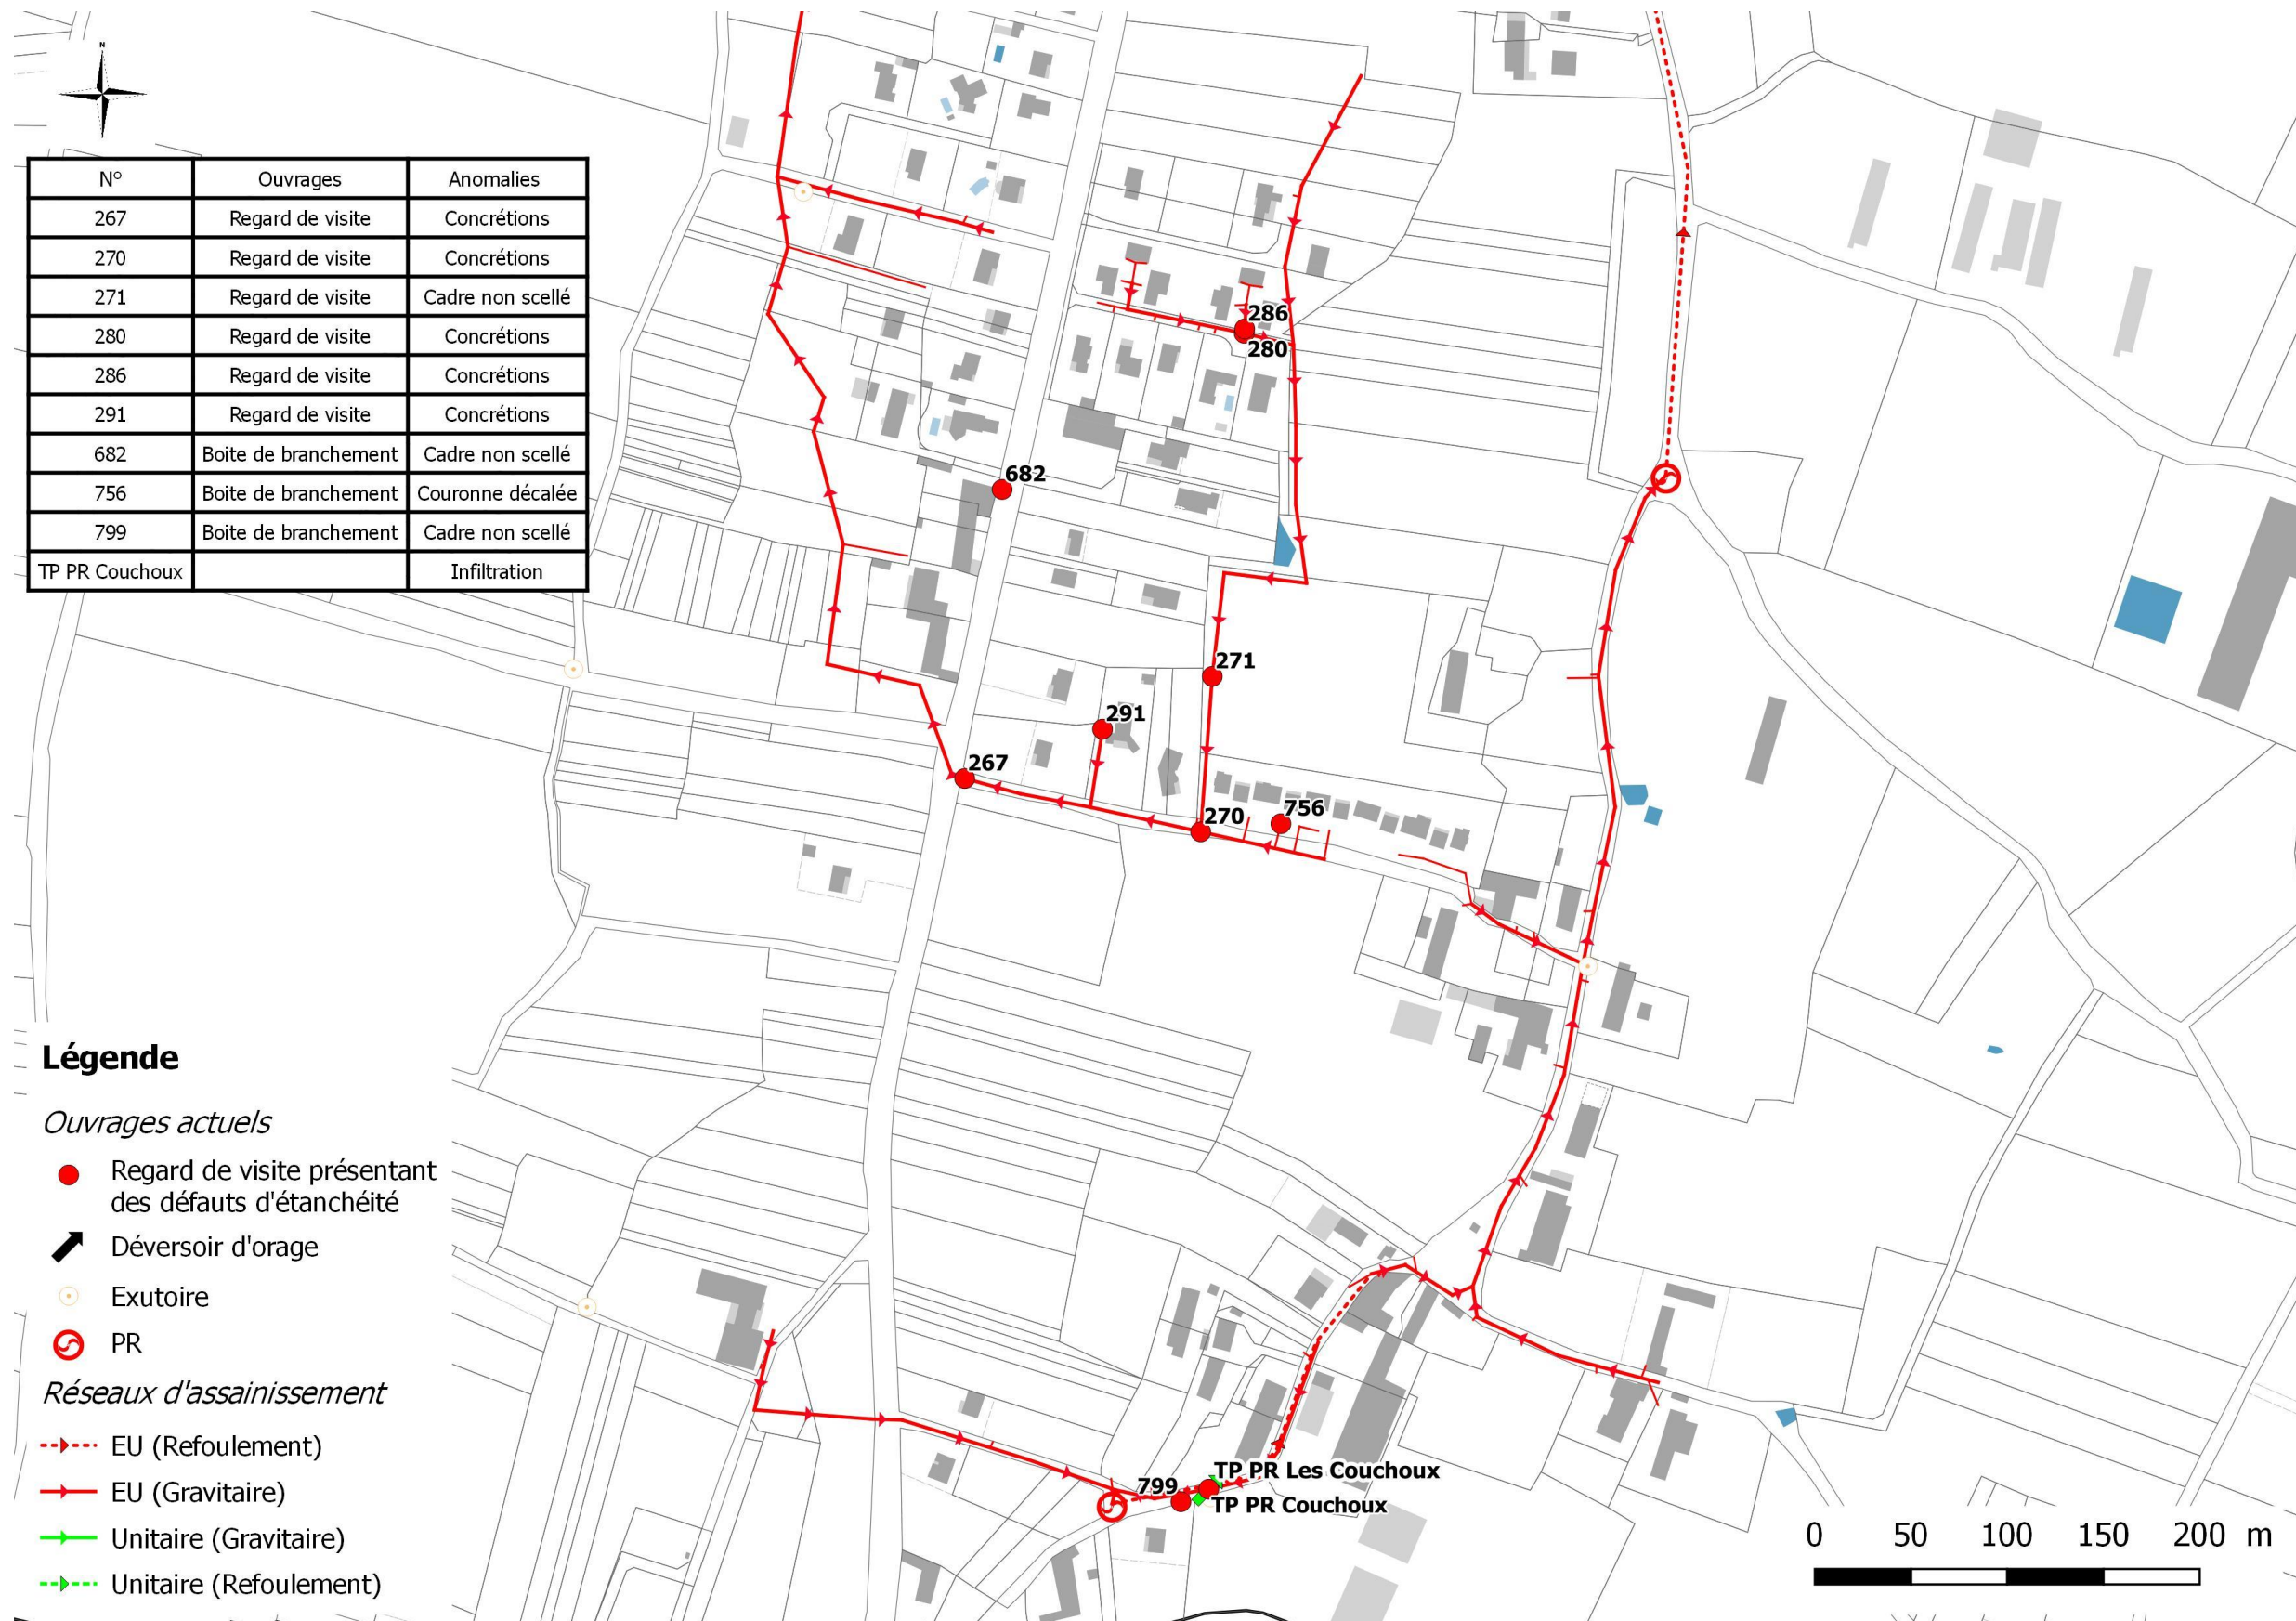 N
N° Ouvrages Anomalies
267 Regard de visite Concrétions
270 Regard de visite Concrétions
271 Regard de visite Cadre non scellé
280 Regard de visite Concrétions
286 Regard de visite Concrétions
291 Regard de visite Concrétions
682 Boite de branchement Cadre non scellé
756 Boite de branchement Couronne décalée
799 Boite de branchement Cadre non scellé
TP PR Couchoux Infiltration
286
280
682
271
291
267
270
756
799
TP PR Les Couchoux
TP PR Couchoux
Légende
Ouvrages actuels
Regard de visite présentant
des défauts d'étanchéité
Déversoir d'orage
Exutoire
PR
Réseaux d'assainissement
EU (Refoulement)
EU (Gravitaire)
Unitaire (Gravitaire)
Unitaire (Refoulement)
0 50 100 150 200 m